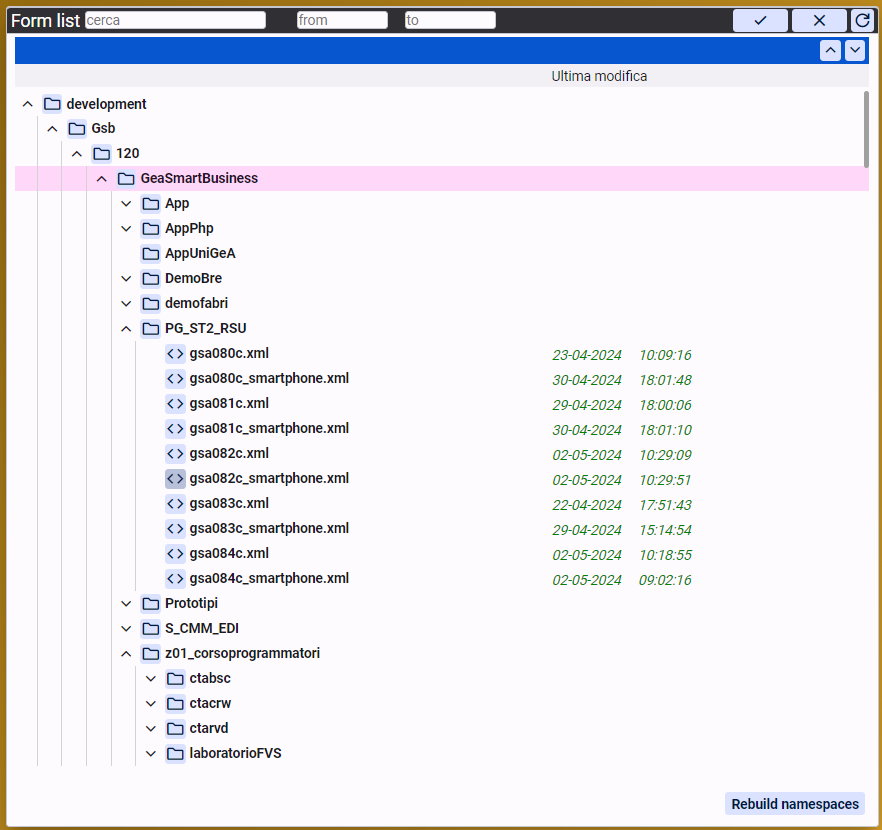 Form list cerca from to
Ultima modifica
development
Gsb
120
GeaSmartBusiness
App
AppPhp
AppUniGeA
DemoBre
demofabri
PG_ST2_RSU
gsa080c.xml 23-04-2024 10:09:16
gsa080c_smartphone.xml 30-04-2024 18:01:48
gsa081c.xml 29-04-2024 18:00:06
gsa081c_smartphone.xml 30-04-2024 18:01:10
gsa082c.xml 02-05-2024 10:29:09
gsa082c_smartphone.xml 02-05-2024 10:29:51
gsa083c.xml 22-04-2024 17:51:43
gsa083c_smartphone.xml 29-04-2024 15:14:54
gsa084c.xml 02-05-2024 10:18:55
gsa084c_smartphone.xml 02-05-2024 09:02:16
Prototipi
S_CMM_EDI
z01_corsoprogrammatori
ctabsc
ctacrw
ctarvd
laboratorioFVS
Rebuild namespaces